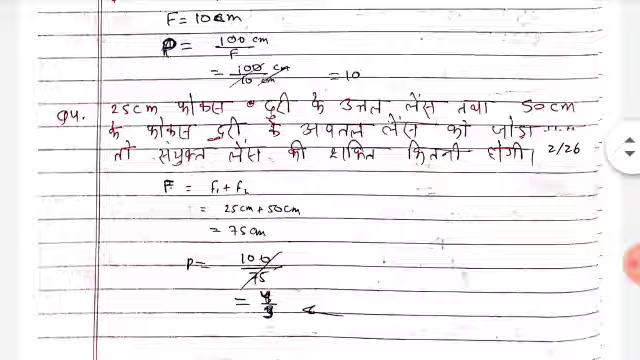 F = 10cm
P = 100 cm / F
= 100 cm / 10 cm = 10
Q4. 25cm फोकस दुरी के उत्तल लेंस तथा 50cm
के फोकस दुरी के अवतल लेंस को जोड़ा
तो संयुक्त लेंस की शक्ति कितनी होगी। 2/26
F = f₁ + f₂
= 25cm + 50cm
= 75cm
P = 100 / 75
= 4/3